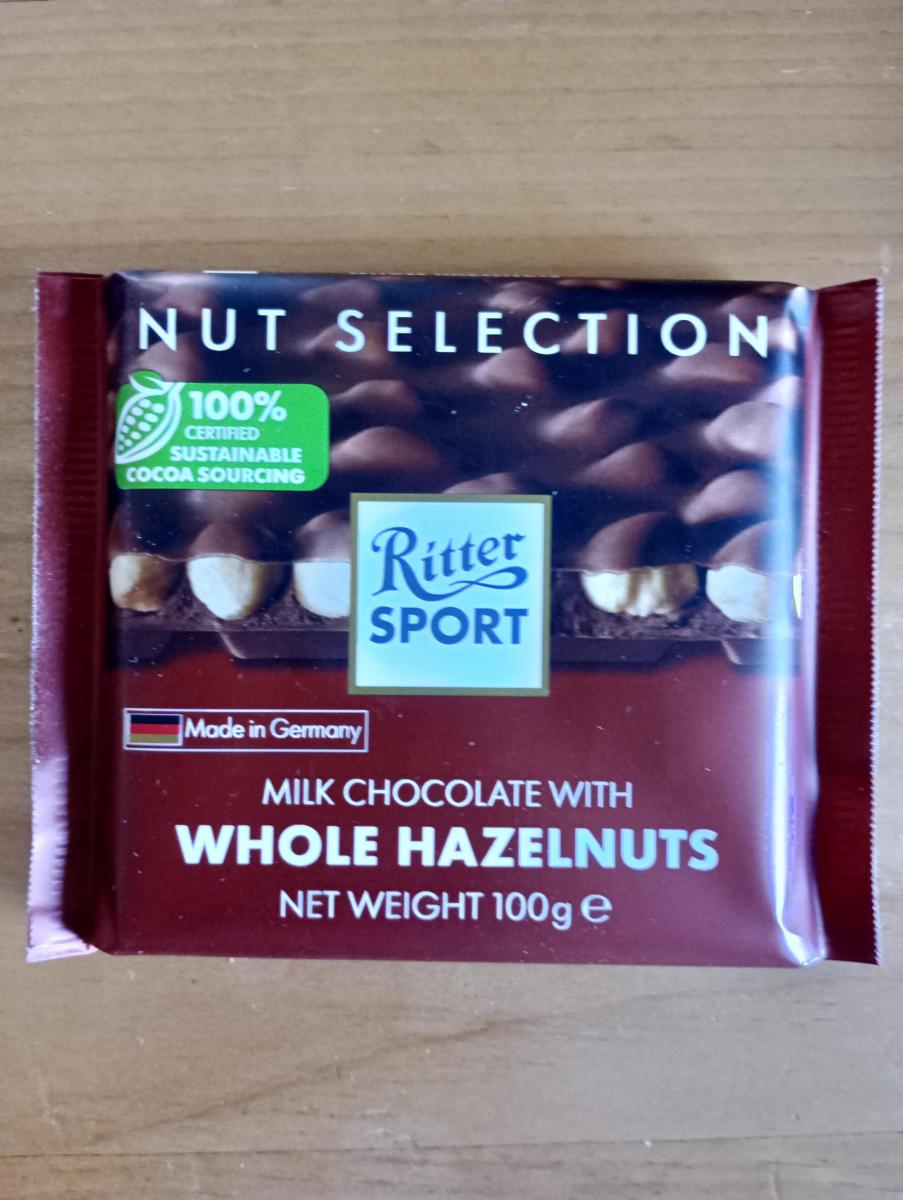 NUT SELECTION
100%
CERTIFIED
SUSTAINABLE
COCOA SOURCING
Ritter
SPORT
Made in Germany
MILK CHOCOLATE WITH
WHOLE HAZELNUTS
NET WEIGHT 100g ℮